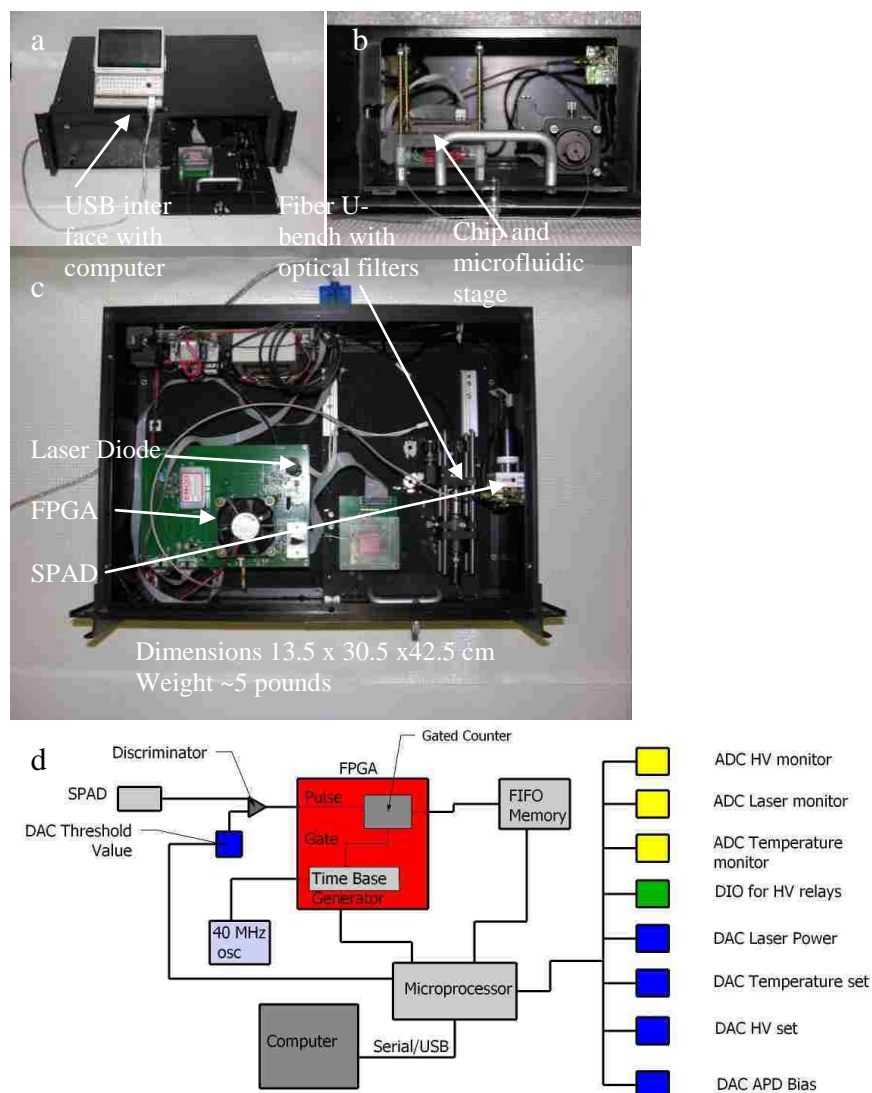 a
b
USB inter
face with
computer
Fiber U-
bench with
optical filters
Chip and
microfluidic
stage
c
Laser Diode
FPGA
SPAD
Dimensions 13.5 x 30.5 x42.5 cm
Weight ~5 pounds
d
Discriminator
SPAD
DAC Threshold
Value
FPGA
Gated Counter
Pulse
Gate
Time Base
Generator
FIFO
Memory
40 MHz
osc
Microprocessor
Computer
Serial/USB
ADC HV monitor
ADC Laser monitor
ADC Temperature
monitor
DIO for HV relays
DAC Laser Power
DAC Temperature set
DAC HV set
DAC APD Bias